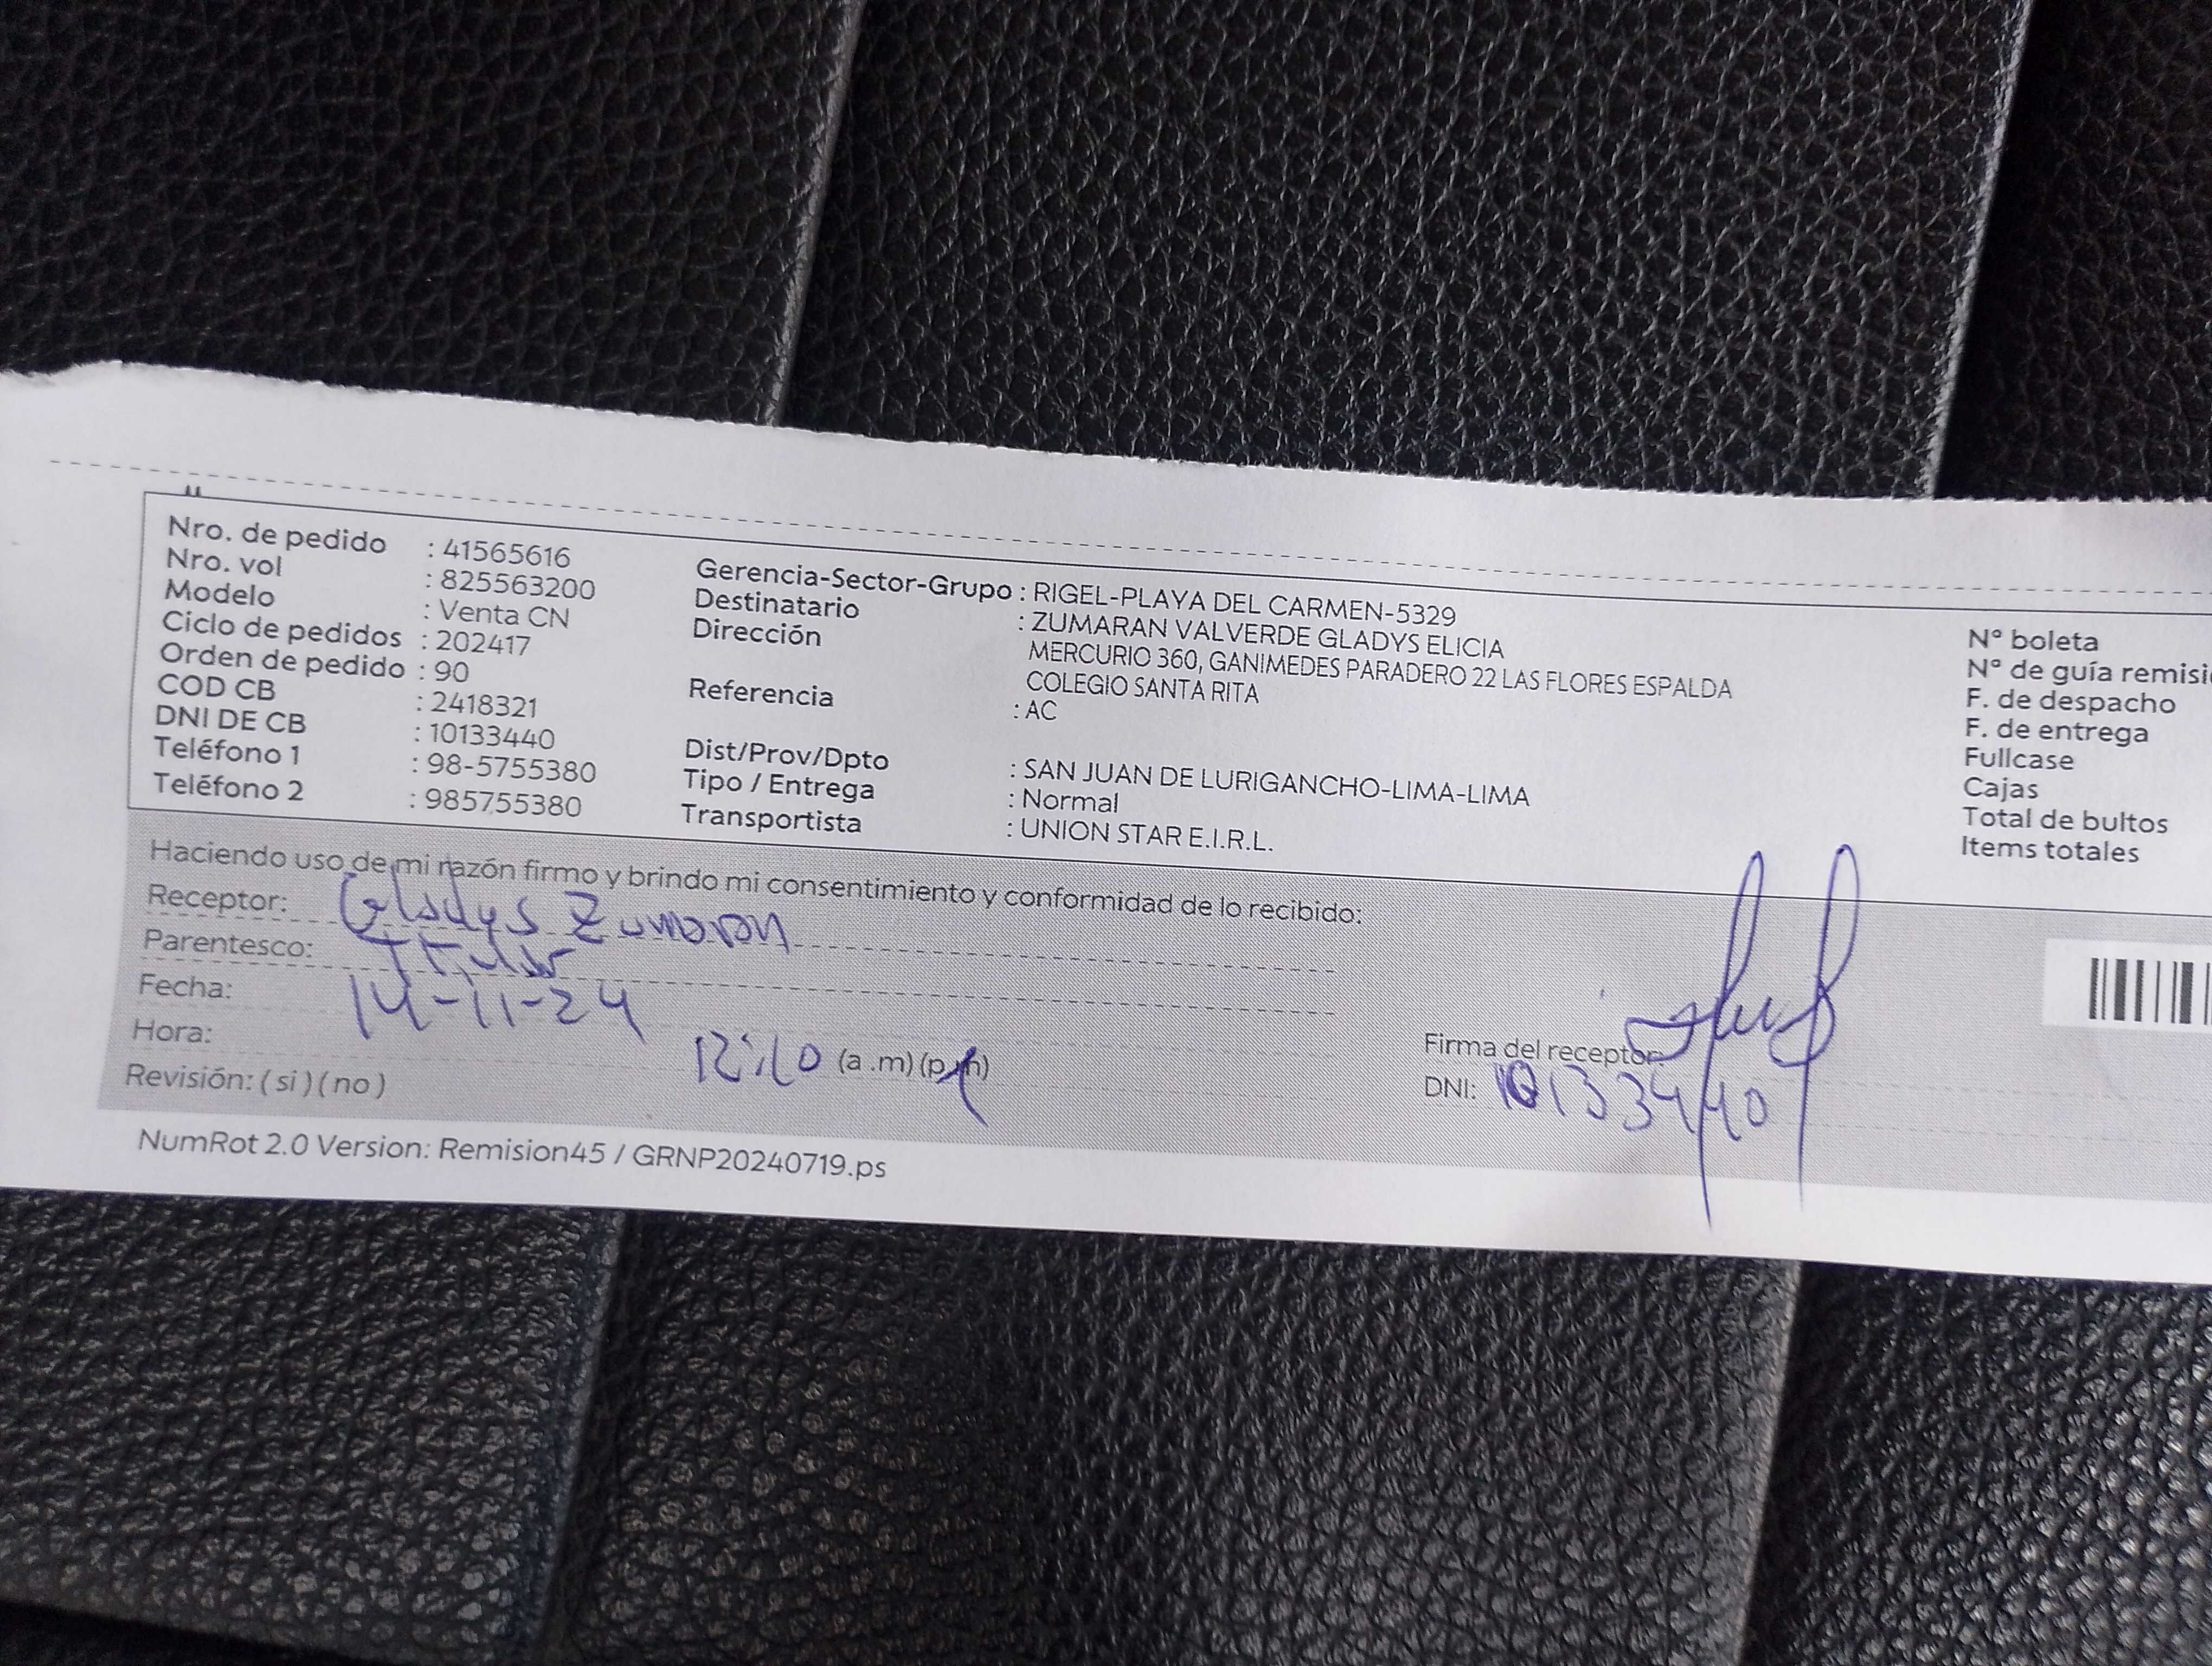 Nro. de pedido : 41565616
Nro. vol : 825563200
Modelo : Venta CN
Ciclo de pedidos : 202417
Orden de pedido : 90
COD CB : 2418321
DNI DE CB : 10133440
Teléfono 1 : 98-5755380
Teléfono 2 : 985755380
Gerencia-Sector-Grupo : RIGEL-PLAYA DEL CARMEN-5329
Destinatario : ZUMARAN VALVERDE GLADYS ELICIA
Dirección MERCURIO 360, GANIMEDES PARADERO 22 LAS FLORES ESPALDA
COLEGIO SANTA RITA
Referencia : AC
Dist/Prov/Dpto : SAN JUAN DE LURIGANCHO-LIMA-LIMA
Tipo / Entrega : Normal
Transportista : UNION STAR E.I.R.L.
N° boleta
N° de guía remisi
F. de despacho
F. de entrega
Fullcase
Cajas
Total de bultos
Items totales
Haciendo uso de mi razón firmo y brindo mi consentimiento y conformidad de lo recibido:
Receptor: Gladys Zumaran
Parentesco: Titular
Fecha: 14-11-24
Hora: 12:10 (a .m) (p.m)
Revisión: ( si ) ( no )
Firma del receptor:
DNI: 10133440
NumRot 2.0 Version: Remision45 / GRNP20240719.ps